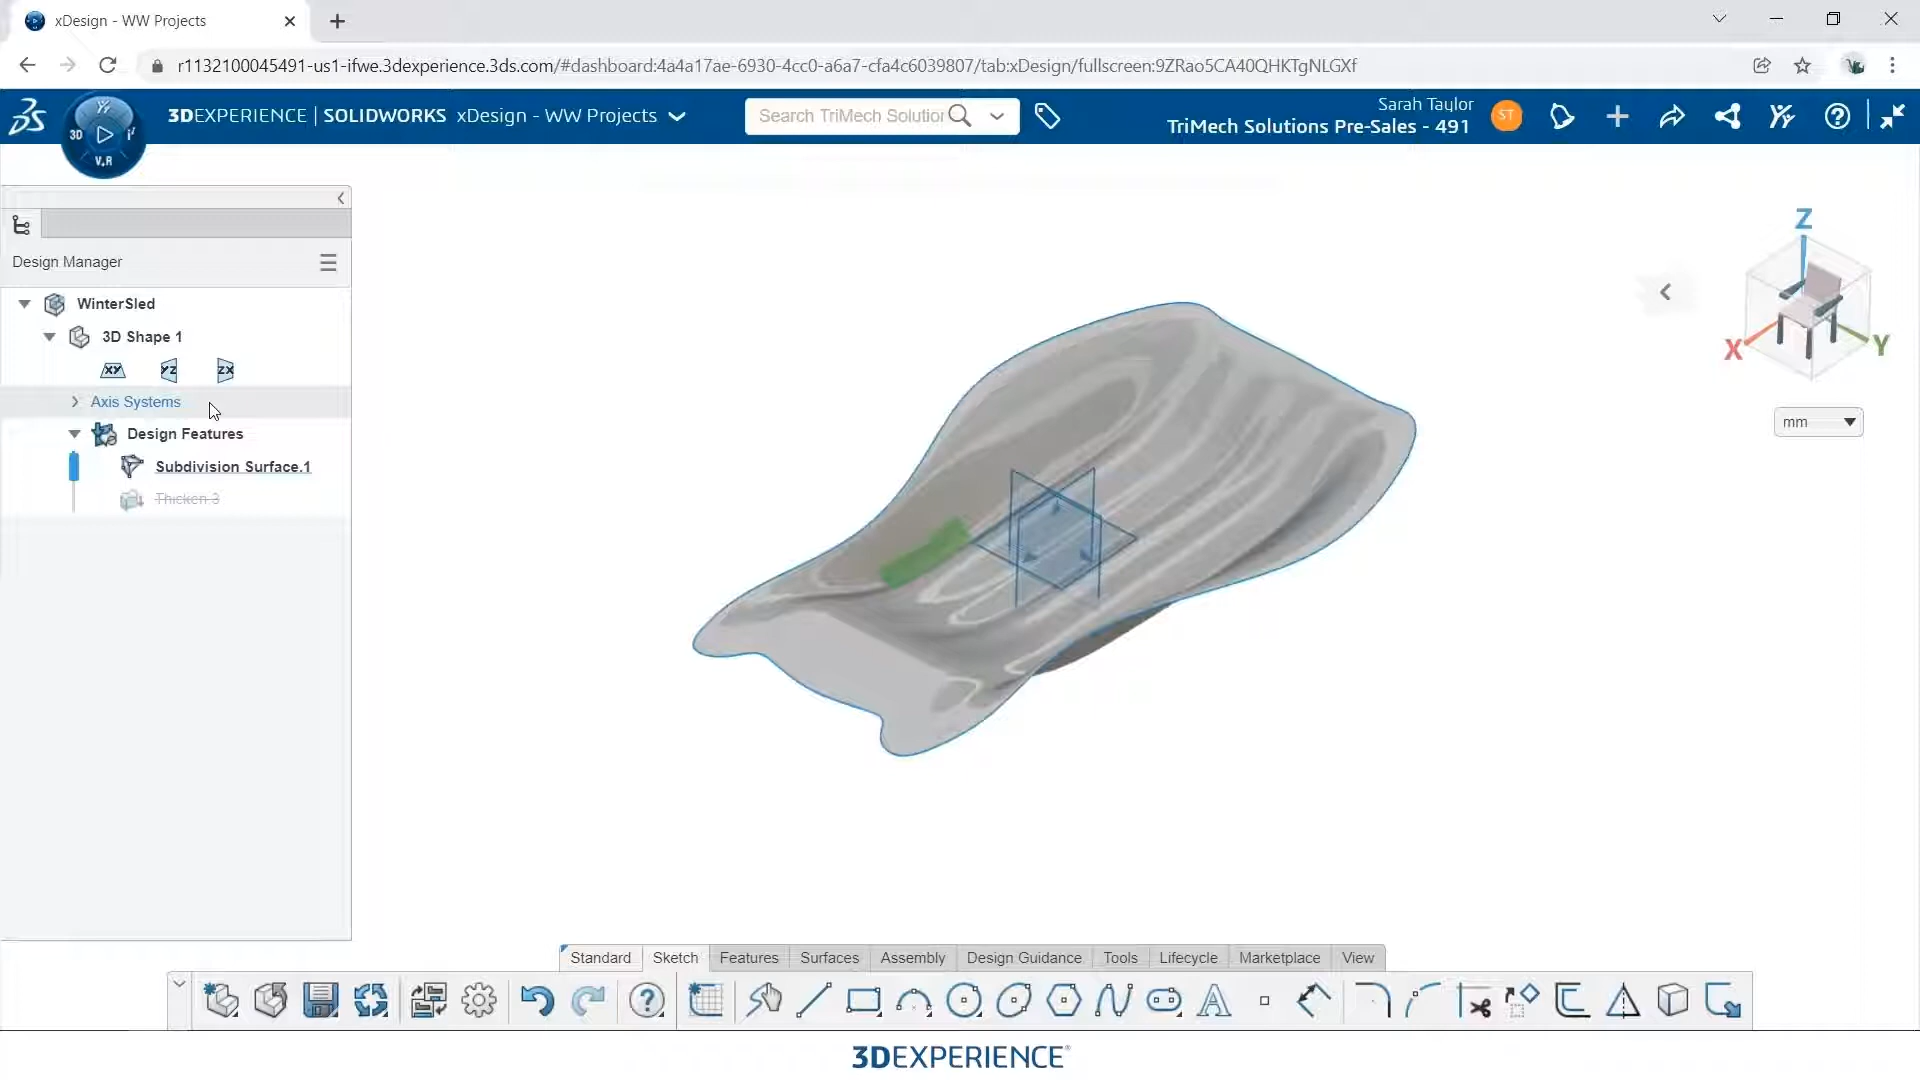 xDesign - WW Projects
r1132100045491-us1-ifwe.3dexperience.3ds.com/#dashboard:4a4a17ae-6930-4cc0-a6a7-cfa4c6039807/tab:xDesign/fullscreen:9ZRao5CA40QHKTgNLGXf
3DEXPERIENCE | SOLIDWORKS xDesign - WW Projects
Search TriMech Solution
Sarah Taylor
TriMech Solutions Pre-Sales - 491
ST
3D
V.R
Design Manager
WinterSled
3D Shape 1
XY YZ ZX
Axis Systems
Design Features
Subdivision Surface.1
Thicken.3
Z
X
Y
mm
Standard Sketch Features Surfaces Assembly Design Guidance Tools Lifecycle Marketplace View
3DEXPERIENCE®